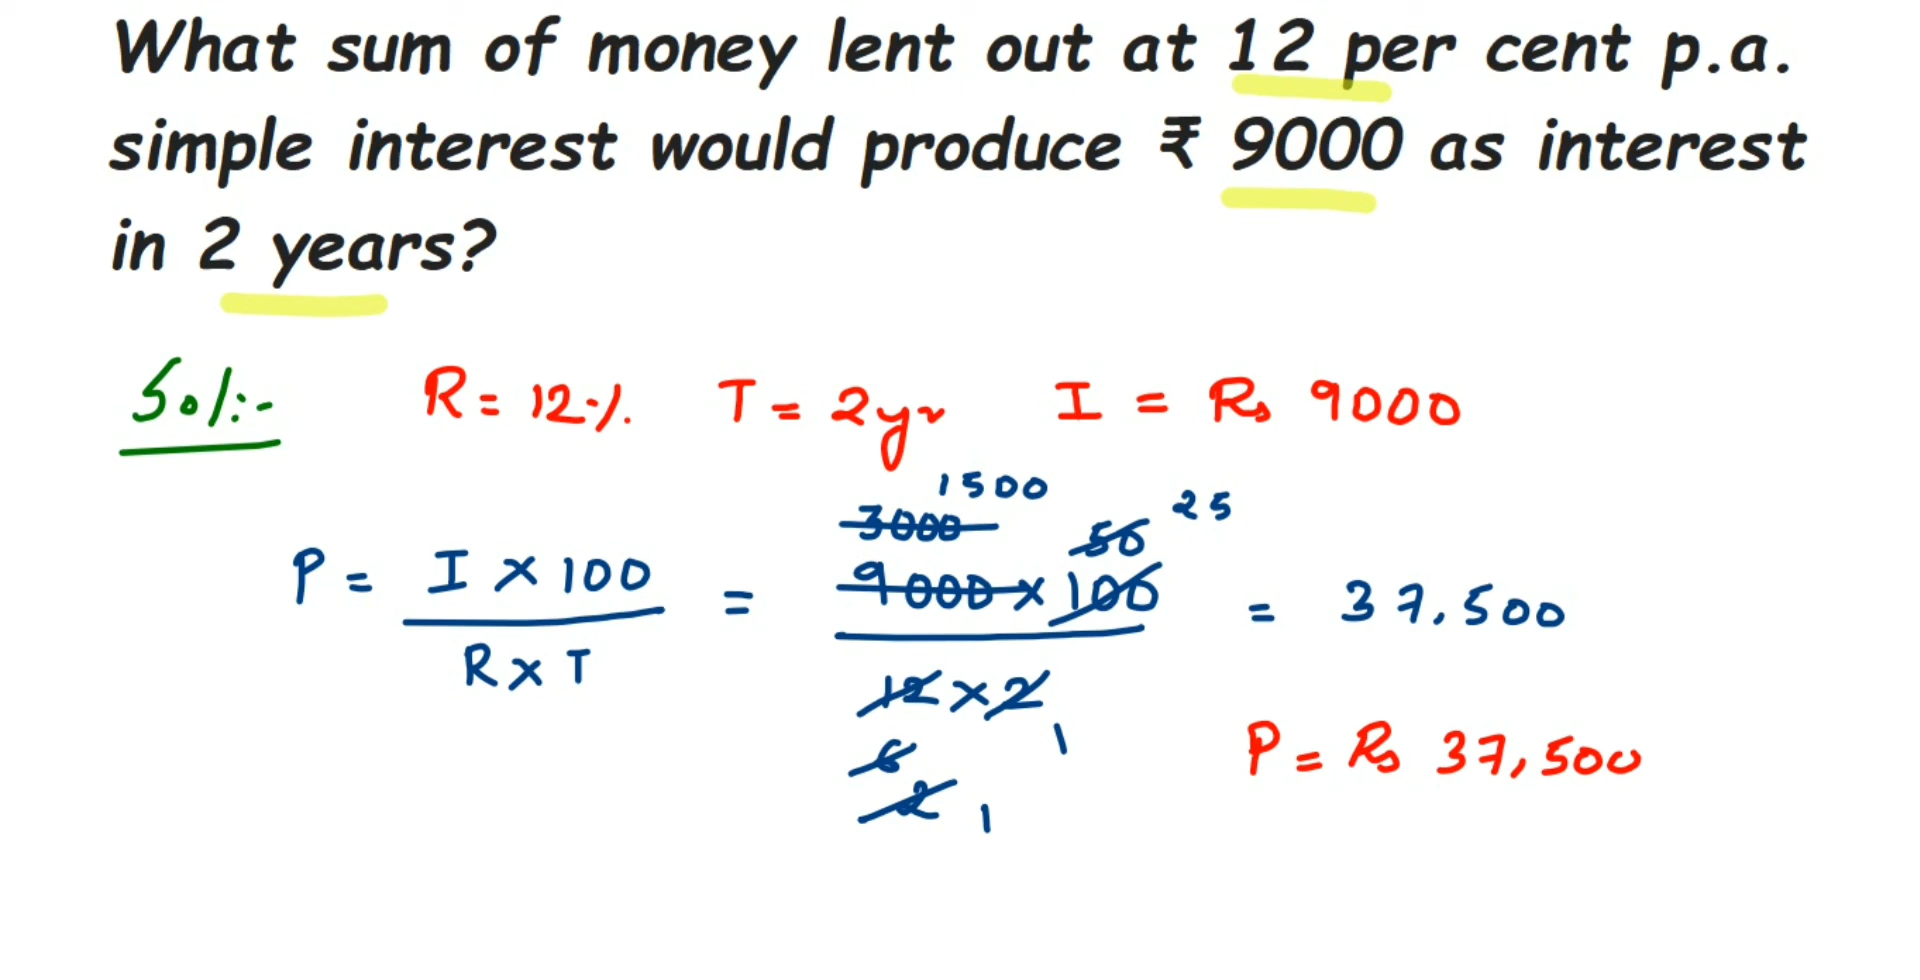 What sum of money lent out at 12 per cent p.a.
simple interest would produce ₹ 9000 as interest
in 2 years?
Sol:-
R = 12% T = 2yr I = Rs 9000
1500
3000 50 25
P = I × 100 = 9000 × 100 = 37,500
R × T 12 × 2
6 1
2 1
P = Rs 37,500